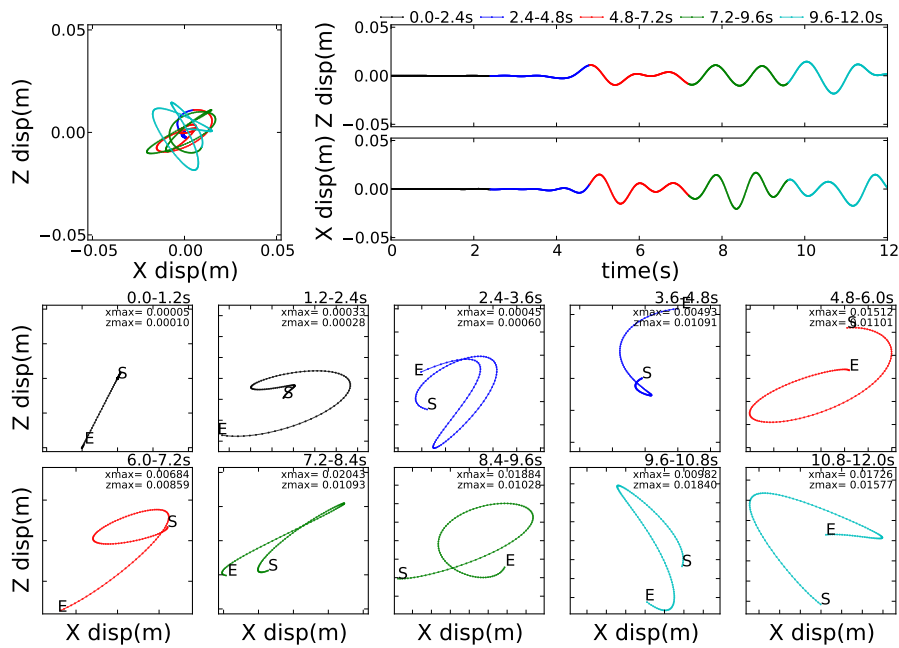 0.0-2.4s 2.4-4.8s 4.8-7.2s 7.2-9.6s 9.6-12.0s
0.05
0.00
−0.05
Z disp(m)
−0.05 0.00 0.05
X disp(m)
0.05
0.00
−0.05
Z disp(m)
0.05
0.00
−0.05
X disp(m)
0 2 4 6 8 10 12
time(s)
0.0-1.2s
xmax= 0.00005
zmax= 0.00010
S
E
Z disp(m)
1.2-2.4s
xmax= 0.00033
zmax= 0.00028
S
E
2.4-3.6s
xmax= 0.00045
zmax= 0.00060
E
S
3.6-4.8s
E
xmax= 0.00493
zmax= 0.01091
S
4.8-6.0s
xmax= 0.01512
zmax= 0.01101
S
E
6.0-7.2s
xmax= 0.00684
zmax= 0.00859
S
E
Z disp(m)
X disp(m)
7.2-8.4s
xmax= 0.02043
zmax= 0.01093
S
E
X disp(m)
8.4-9.6s
xmax= 0.01884
zmax= 0.01028
E
S
X disp(m)
9.6-10.8s
xmax= 0.00982
zmax= 0.01840
S
E
X disp(m)
10.8-12.0s
xmax= 0.01726
zmax= 0.01577
E
S
X disp(m)